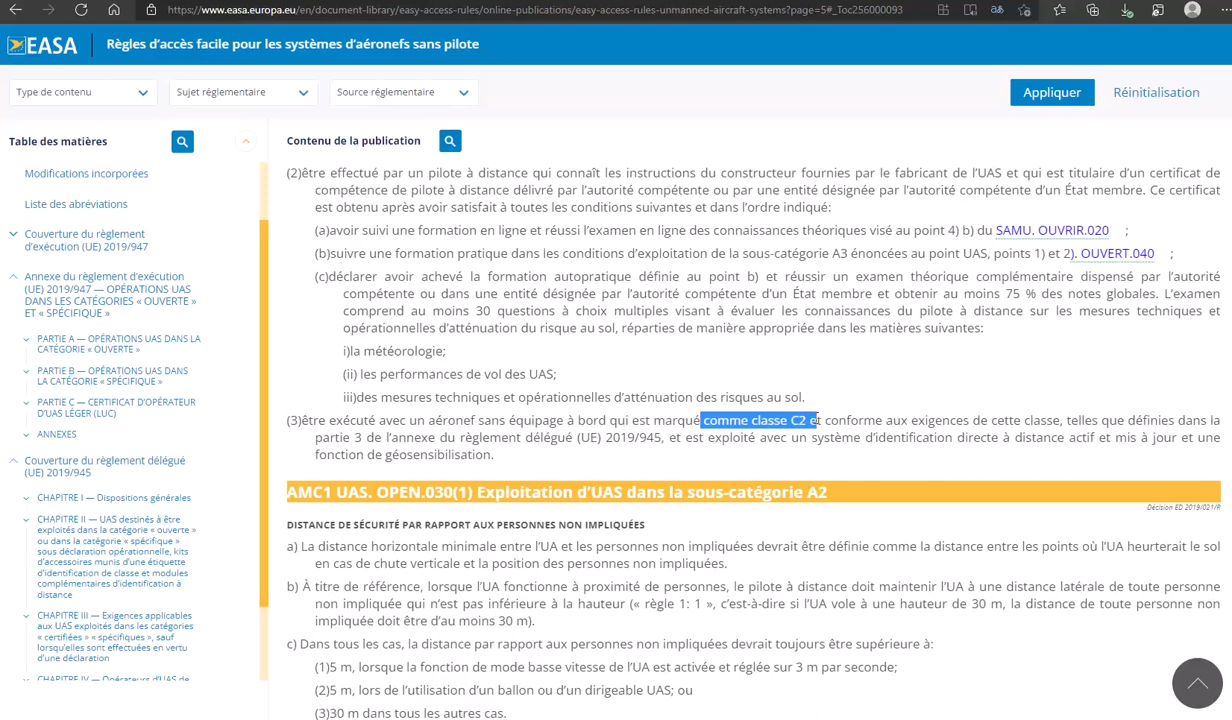 https://www.easa.europa.eu/en/document-library/easy-access-rules/online-publications/easy-access-rules-unmanned-aircraft-systems?page=5#_Toc256000093
EASA
Règles d’accès facile pour les systèmes d’aéronefs sans pilote
Type de contenu
Sujet réglementaire
Source réglementaire
Appliquer
Réinitialisation
Table des matières
Modifications incorporées
Liste des abréviations
Couverture du règlement
d’exécution (UE) 2019/947
Annexe du règlement d’exécution
(UE) 2019/947 — OPÉRATIONS UAS
DANS LES CATÉGORIES « OUVERTE »
ET « SPÉCIFIQUE »
PARTIE A — OPÉRATIONS UAS DANS LA
CATÉGORIE « OUVERTE »
PARTIE B — OPÉRATIONS UAS DANS
LA CATÉGORIE « SPÉCIFIQUE »
PARTIE C — CERTIFICAT D’OPÉRATEUR
D’UAS LÉGER (LUC)
ANNEXES
Couverture du règlement délégué
(UE) 2019/945
CHAPITRE I — Dispositions générales
CHAPITRE II — UAS destinés à être
exploités dans la catégorie « ouverte »
ou dans la catégorie « spécifique »
sous déclaration opérationnelle, kits
d’accessoires munis d’une étiquette
d’identification de classe et modules
complémentaires d’identification à
distance
CHAPITRE III — Exigences applicables
aux UAS exploités dans les catégories
« certifiées » « spécifiques », sauf
lorsqu’elles sont effectuées en vertu
d’une déclaration
CHAPITRE IV — Opérateurs d’UAS de
Contenu de la publication
(2)être effectué par un pilote à distance qui connaît les instructions du constructeur fournies par le fabricant de l’UAS et qui est titulaire d’un certificat de
compétence de pilote à distance délivré par l’autorité compétente ou par une entité désignée par l’autorité compétente d’un État membre. Ce certificat
est obtenu après avoir satisfait à toutes les conditions suivantes et dans l’ordre indiqué:
(a)avoir suivi une formation en ligne et réussi l’examen en ligne des connaissances théoriques visé au point 4) b) du SAMU. OUVRIR.020 ;
(b)suivre une formation pratique dans les conditions d’exploitation de la sous-catégorie A3 énoncées au point UAS, points 1) et 2). OUVERT.040 ;
(c)déclarer avoir achevé la formation autopratique définie au point b) et réussir un examen théorique complémentaire dispensé par l’autorité
compétente ou dans une entité désignée par l’autorité compétente d’un État membre et obtenir au moins 75 % des notes globales. L’examen
comprend au moins 30 questions à choix multiples visant à évaluer les connaissances du pilote à distance sur les mesures techniques et
opérationnelles d’atténuation du risque au sol, réparties de manière appropriée dans les matières suivantes:
i)la météorologie;
(ii) les performances de vol des UAS;
iii)des mesures techniques et opérationnelles d’atténuation des risques au sol.
(3)être exécuté avec un aéronef sans équipage à bord qui est marqué comme classe C2 et conforme aux exigences de cette classe, telles que définies dans la
partie 3 de l’annexe du règlement délégué (UE) 2019/945, et est exploité avec un système d’identification directe à distance actif et mis à jour et une
fonction de géosensibilisation.
AMC1 UAS. OPEN.030(1) Exploitation d’UAS dans la sous-catégorie A2
Décision ED 2019/021/R
DISTANCE DE SÉCURITÉ PAR RAPPORT AUX PERSONNES NON IMPLIQUÉES
a) La distance horizontale minimale entre l’UA et les personnes non impliquées devrait être définie comme la distance entre les points où l’UA heurterait le sol
en cas de chute verticale et la position des personnes non impliquées.
b) À titre de référence, lorsque l’UA fonctionne à proximité de personnes, le pilote à distance doit maintenir l’UA à une distance latérale de toute personne
non impliquée qui n’est pas inférieure à la hauteur (« règle 1: 1 », c’est-à-dire si l’UA vole à une hauteur de 30 m, la distance de toute personne non
impliquée doit être d’au moins 30 m).
c) Dans tous les cas, la distance par rapport aux personnes non impliquées devrait toujours être supérieure à:
(1)5 m, lorsque la fonction de mode basse vitesse de l’UA est activée et réglée sur 3 m par seconde;
(2)5 m, lors de l’utilisation d’un ballon ou d’un dirigeable UAS; ou
(3)30 m dans tous les autres cas.